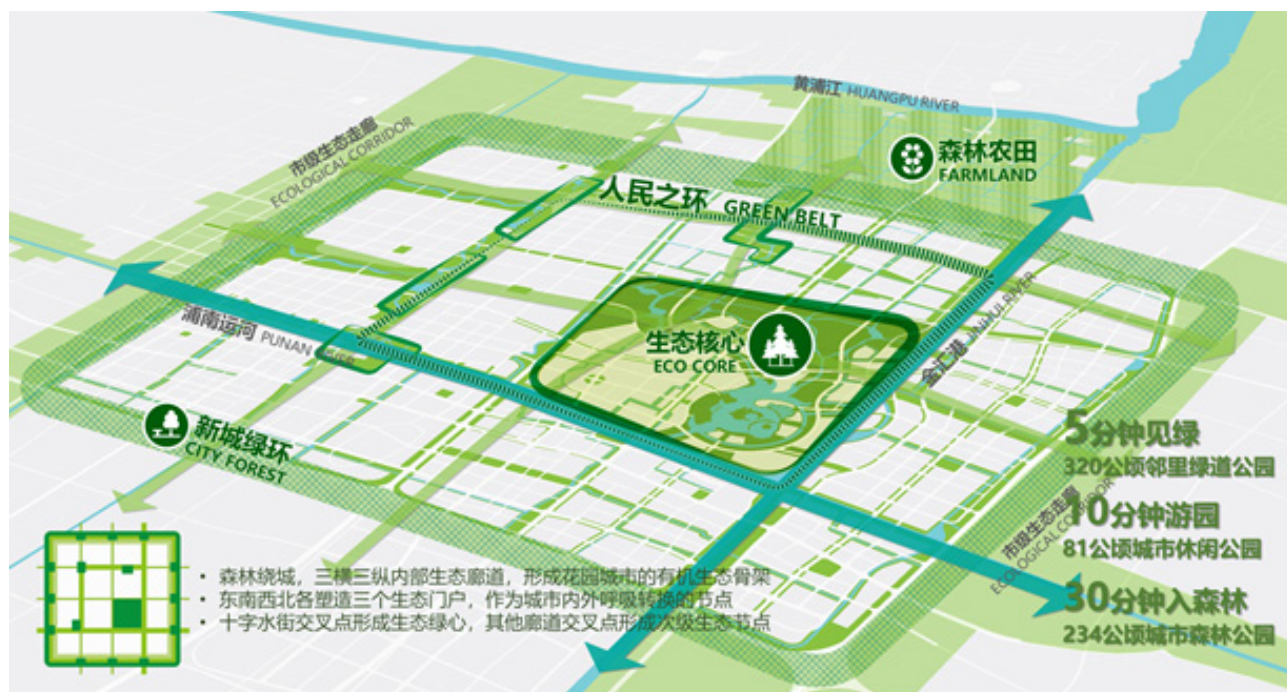 黄浦江 HUANGPU RIVER
市级生态走廊
ECOLOGICAL CORRIDOR
森林农田
FARMLAND
人民之环 GREEN BELT
浦南运河 PUNAN RIVER
生态核心
ECO CORE
金汇港 JINHUI RIVER
新城绿环
CITY FOREST
5分钟见绿
320公顷邻里绿道公园
10分钟游园
81公顷城市休闲公园
市级生态走廊
ECOLOGICAL CORRIDOR
30分钟入森林
234公顷城市森林公园
• 森林绕城，三横三纵内部生态廊道，形成花园城市的有机生态骨架
• 东南西北各塑造三个生态门户，作为城市内外呼吸转换的节点
• 十字水街交叉点形成生态绿心，其他廊道交叉点形成次级生态节点